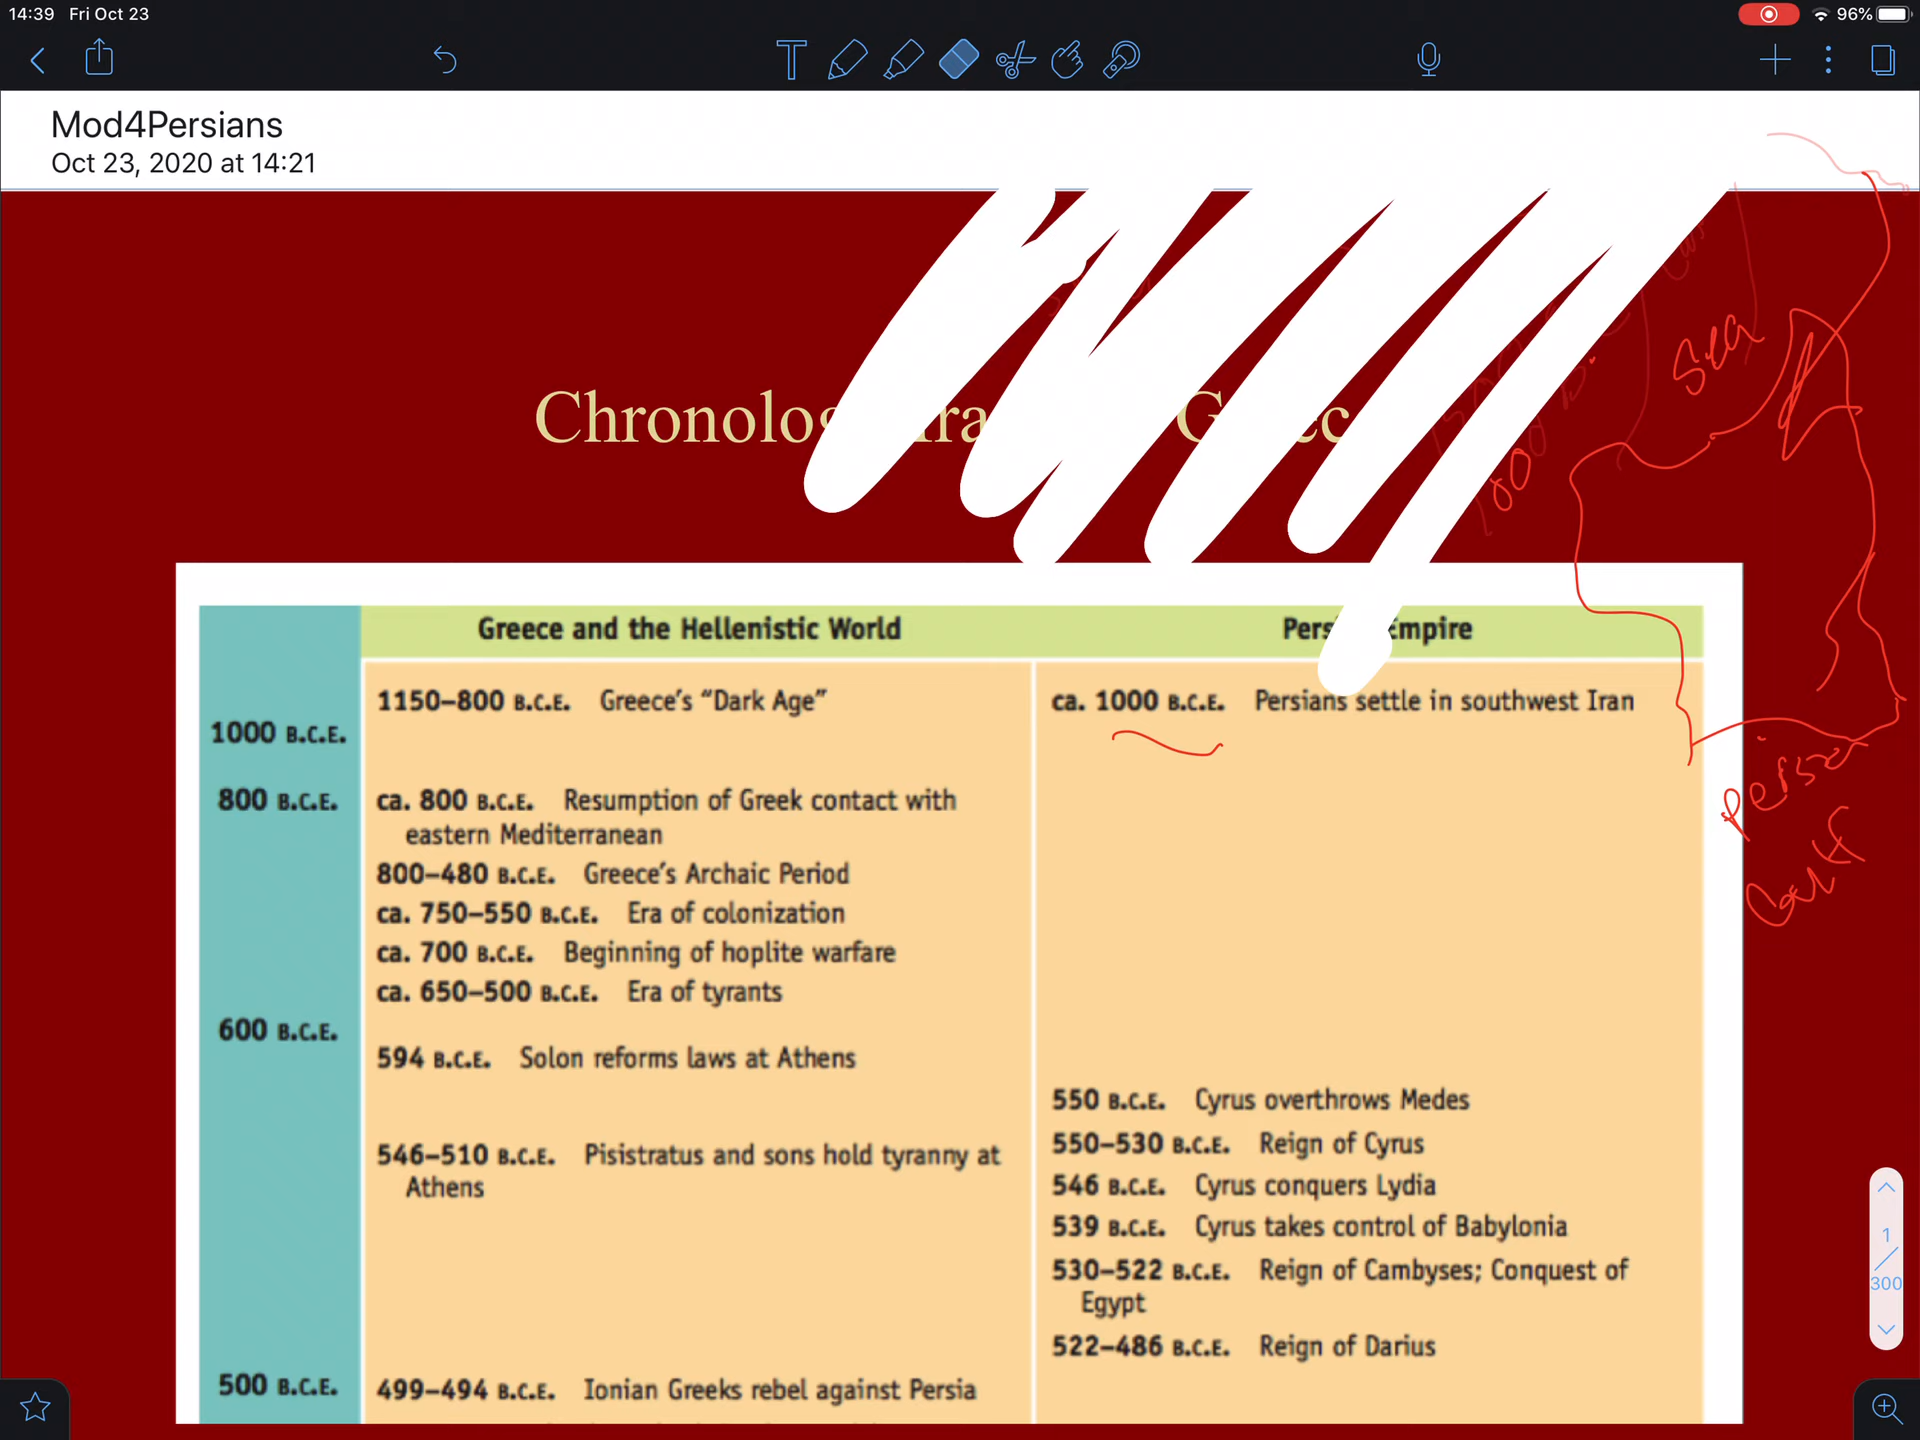 14:39 Fri Oct 23
96%
Mod4Persians
Oct 23, 2020 at 14:21
Sea
Greece and the Hellenistic World
Empire
1150–800 B.C.E. Greece's “Dark Age”
ca. 1000 B.C.E. Persians settle in southwest Iran
1000 B.C.E.
800 B.C.E.
ca. 800 B.C.E. Resumption of Greek contact with
eastern Mediterranean
800–480 B.C.E. Greece's Archaic Period
ca. 750–550 B.C.E. Era of colonization
ca. 700 B.C.E. Beginning of hoplite warfare
ca. 650–500 B.C.E. Era of tyrants
600 B.C.E.
594 B.C.E. Solon reforms laws at Athens
546–510 B.C.E. Pisistratus and sons hold tyranny at
Athens
550 B.C.E. Cyrus overthrows Medes
550–530 B.C.E. Reign of Cyrus
546 B.C.E. Cyrus conquers Lydia
539 B.C.E. Cyrus takes control of Babylonia
530–522 B.C.E. Reign of Cambyses; Conquest of
Egypt
522–486 B.C.E. Reign of Darius
500 B.C.E.
499–494 B.C.E. Ionian Greeks rebel against Persia
1
300